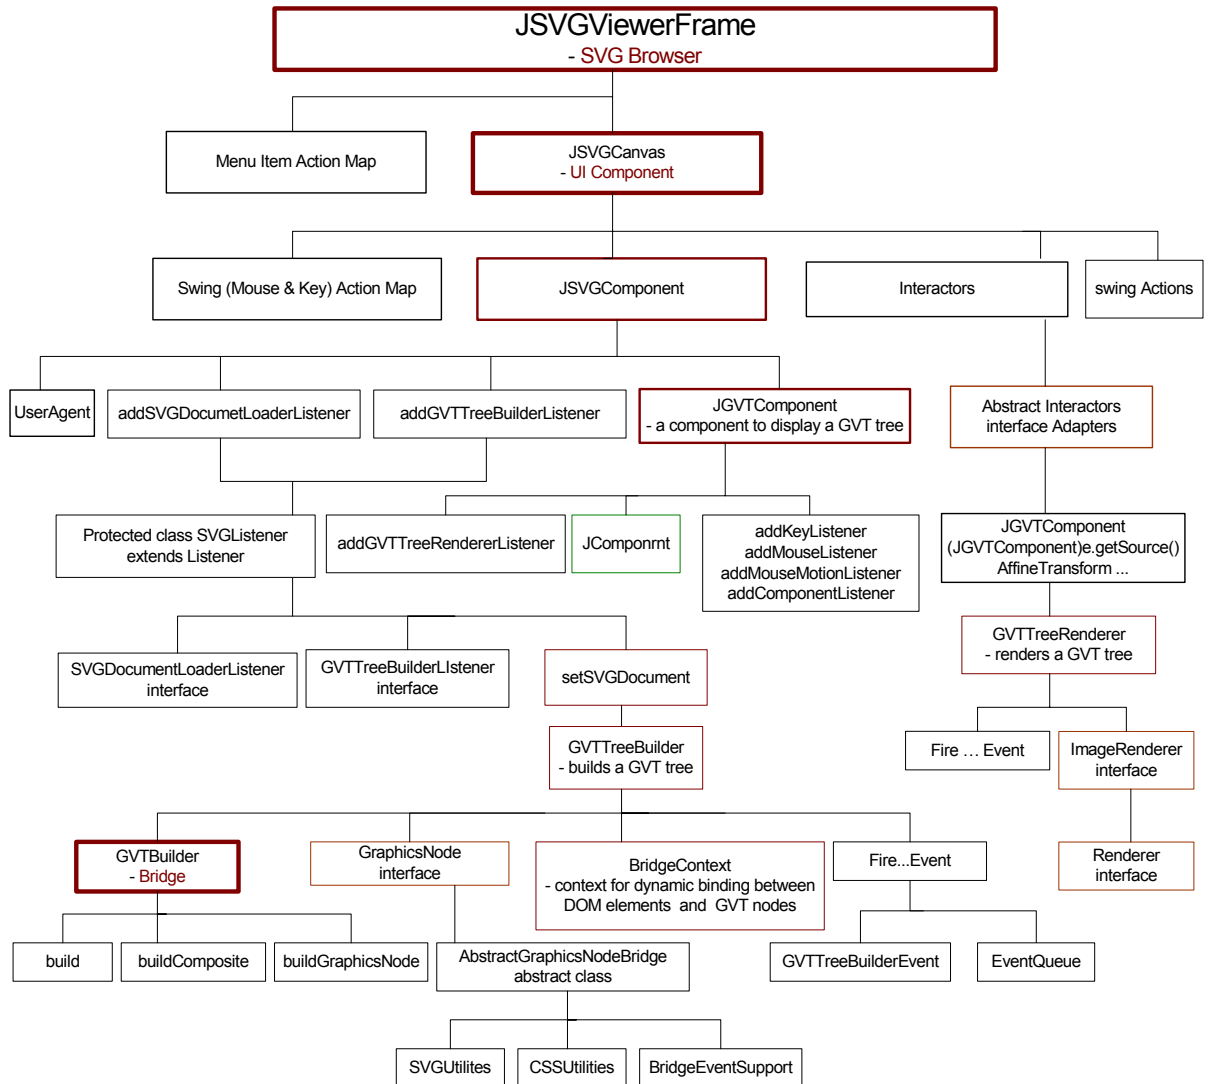 JSVGViewerFrame
- SVG Browser
Menu Item Action Map
JSVGCanvas
- UI Component
Swing (Mouse & Key) Action Map
JSVGComponent
Interactors
swing Actions
UserAgent
addSVGDocumetLoaderListener
addGVTTreeBuilderListener
JGVTComponent
- a component to display a GVT tree
Abstract Interactors
interface Adapters
Protected class SVGListener
extends Listener
addGVTTreeRendererListener
JComponrnt
addKeyListener
addMouseListener
addMouseMotionListener
addComponentListener
JGVTComponent
(JGVTComponent)e.getSource()
AffineTransform ...
SVGDocumentLoaderListener
interface
GVTTreeBuilderLIstener
interface
setSVGDocument
GVTTreeRenderer
- renders a GVT tree
GVTTreeBuilder
- builds a GVT tree
Fire ... Event
ImageRenderer
interface
GVTBuilder
- Bridge
GraphicsNode
interface
BridgeContext
- context for dynamic binding between
DOM elements and GVT nodes
Fire...Event
Renderer
interface
build
buildComposite
buildGraphicsNode
AbstractGraphicsNodeBridge
abstract class
GVTTreeBuilderEvent
EventQueue
SVGUtilites
CSSUtilities
BridgeEventSupport